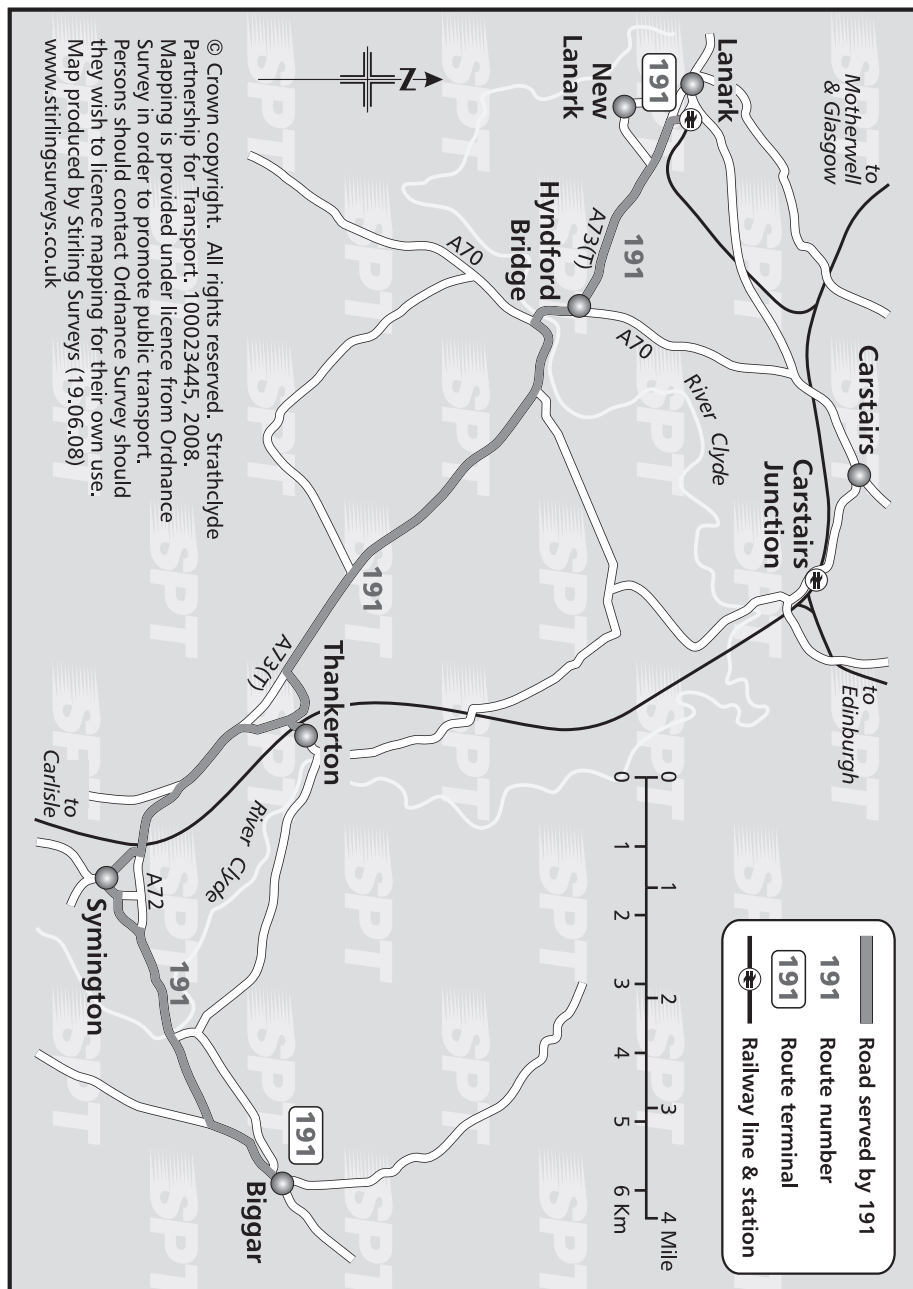 to
Motherwell
& Glasgow
Lanark
191
New
Lanark
191
A73(T)
Hyndford
Bridge
A70
A70
River Clyde
Carstairs
Carstairs
Junction
to
Edinburgh
191
A73(T)
Thankerton
River Clyde
to
Carlisle
A72
Symington
191
191
Biggar
0 1 2 3 4 Mile
0 1 2 3 4 5 6 Km
Road served by 191
191 Route number
191 Route terminal
Railway line & station
N
© Crown copyright. All rights reserved. Strathclyde
Partnership for Transport. 100023445, 2008.
Mapping is provided under licence from Ordnance
Survey in order to promote public transport.
Persons should contact Ordnance Survey should
they wish to licence mapping for their own use.
Map produced by Stirling Surveys (19.06.08)
www.stirlingsurveys.co.uk
SPT